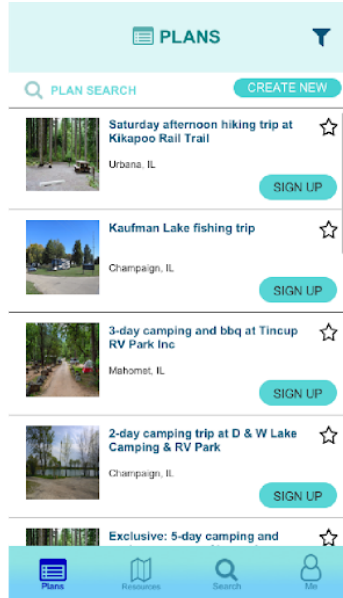 PLANS
PLAN SEARCH
CREATE NEW
Saturday afternoon hiking trip at
Kikapoo Rail Trail
Urbana, IL
SIGN UP
Kaufman Lake fishing trip
Champaign, IL
SIGN UP
3-day camping and bbq at Tincup
RV Park Inc
Mahomet, IL
SIGN UP
2-day camping trip at D & W Lake
Camping & RV Park
Champaign, IL
SIGN UP
Exclusive: 5-day camping and
Plans
Resources
Search
Me